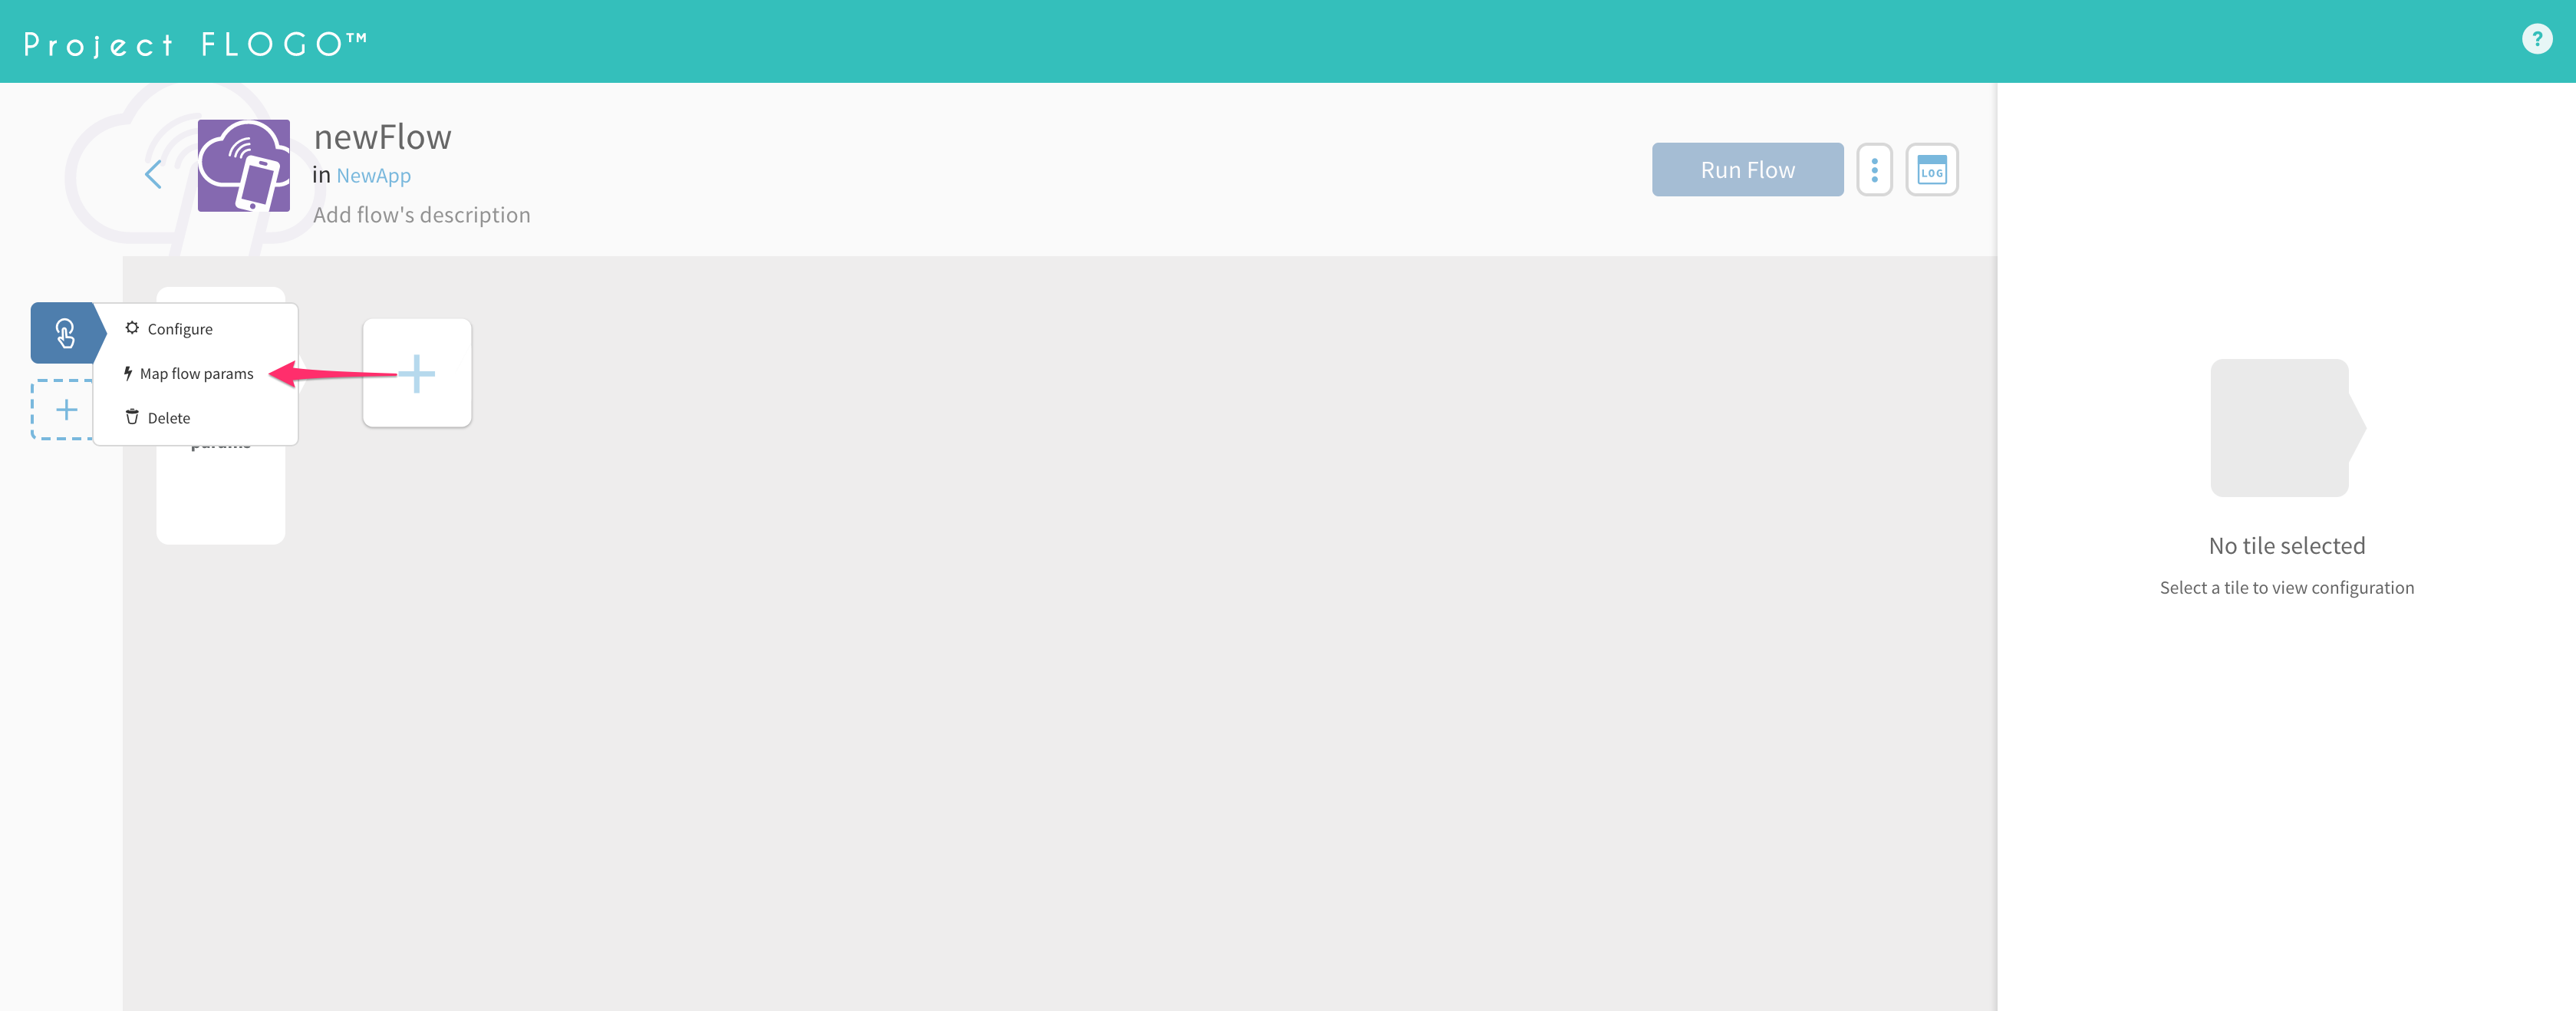 Project FLOGO™
?
newFlow
in NewApp
Add flow's description
Run Flow
LOG
Configure
Map flow params
Delete
No tile selected
Select a tile to view configuration